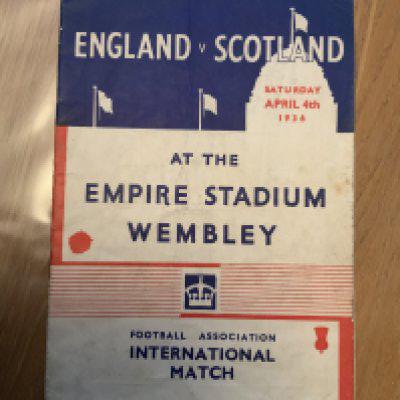 ENGLAND v SCOTLAND
SATURDAY
APRIL 4th
1936
AT THE
EMPIRE STADIUM
WEMBLEY
FOOTBALL ASSOCIATION
INTERNATIONAL
MATCH